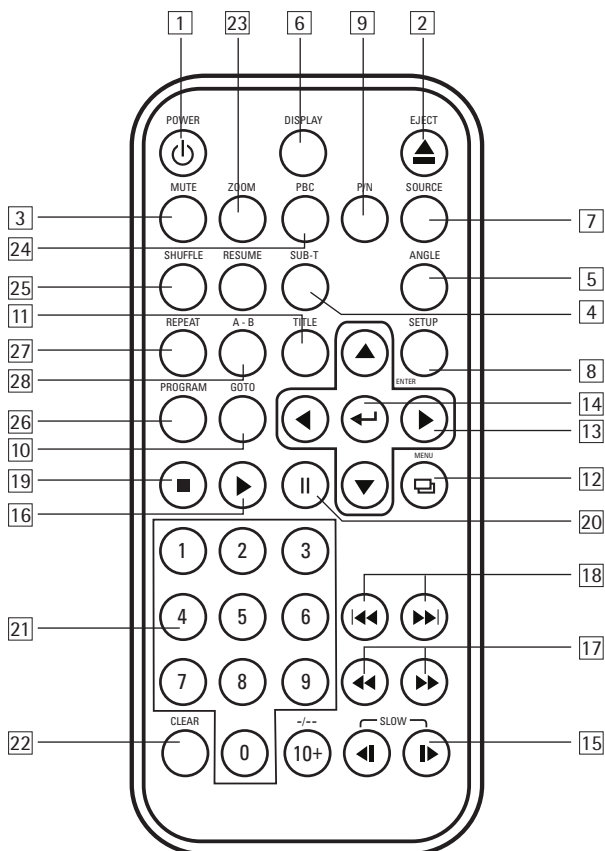 1 23 6 9 2
POWER DISPLAY EJECT
MUTE ZOOM PBC P/N SOURCE
3 7
24
SHUFFLE RESUME SUB-T ANGLE
25 5
11 4
REPEAT A - B TITLE SETUP
27 8
28
PROGRAM GOTO ENTER
26 14
10 13
MENU
19 12
16 20
1 2 3
18
21 4 5 6
17
7 8 9
CLEAR -/-- SLOW
22 0 10+ 15